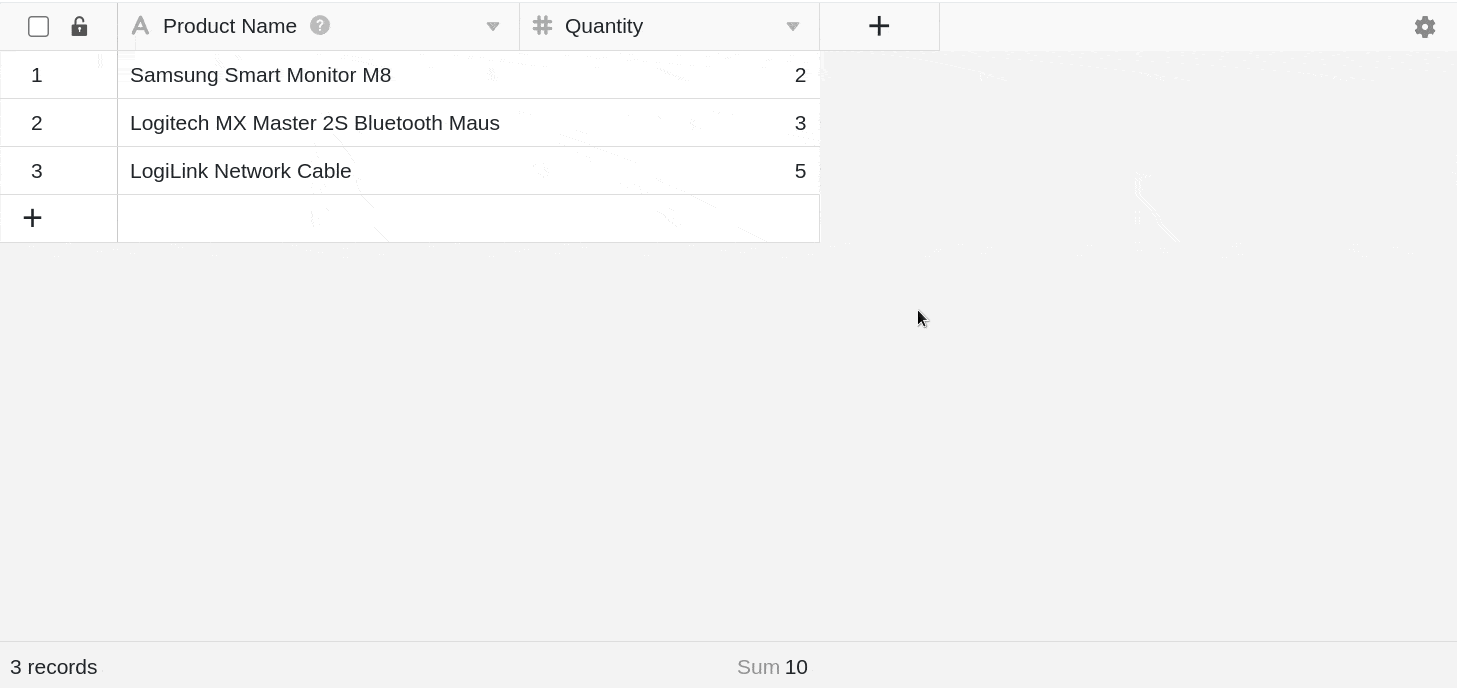 Product Name ? Quantity +
1 Samsung Smart Monitor M8 2
2 Logitech MX Master 2S Bluetooth Maus 3
3 LogiLink Network Cable 5
+
3 records Sum 10